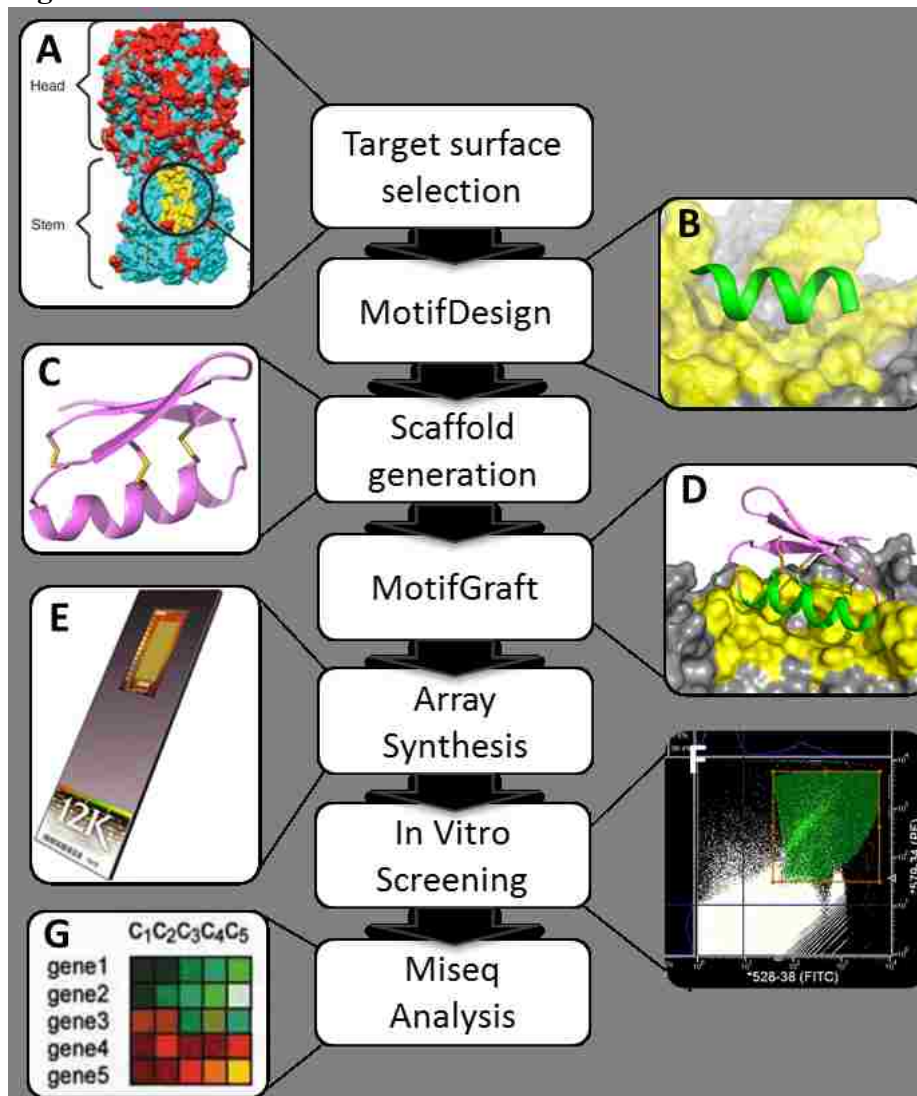 A
Head
Stem
Target surface
selection
B
MotifDesign
C
Scaffold
generation
D
MotifGraft
E
12K
Array
Synthesis
F
In Vitro
Screening
*528-38 (FITC)
G
C1C2C3C4C5
gene1
gene2
gene3
gene4
gene5
Miseq
Analysis